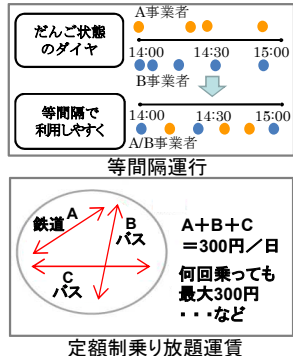 だんご状態
のダイヤ
A事業者
14:00 14:30 15:00
B事業者
等間隔で
利用しやすく
14:00 14:30 15:00
A/B事業者
等間隔運行
鉄道 A
B
バス
C
バス
A+B+C
=300円/日
何回乗っても
最大300円
・・・など
定額制乗り放題運賃